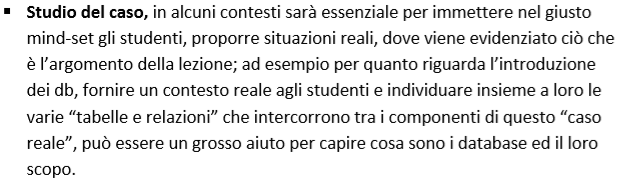 ▪ Studio del caso, in alcuni contesti sarà essenziale per immettere nel giusto
mind-set gli studenti, proporre situazioni reali, dove viene evidenziato ciò che
è l’argomento della lezione; ad esempio per quanto riguarda l’introduzione
dei db, fornire un contesto reale agli studenti e individuare insieme a loro le
varie “tabelle e relazioni” che intercorrono tra i componenti di questo “caso
reale”, può essere un grosso aiuto per capire cosa sono i database ed il loro
scopo.